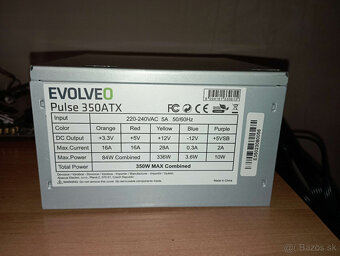 EVOLVEO
Pulse 350ATX
Input 220-240VAC 5A 50/60Hz
Color Orange Red Yellow Blue Purple
DC Output +3.3V +5V +12V -12V +5VSB
Max.Current 16A 16A 28A 0.3A 2A
Max.Power 84W Combined 336W 3.6W 10W
Total Power 350W MAX Combined
Made in China
bazos.sk